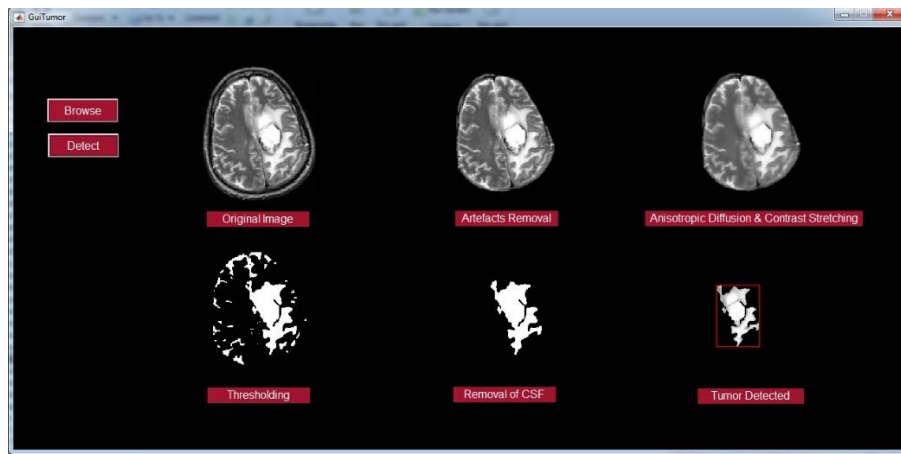 GuiTumor
Browse
Detect
Original Image
Artefacts Removal
Anisotropic Diffusion & Contrast Stretching
Thresholding
Removal of CSF
Tumor Detected